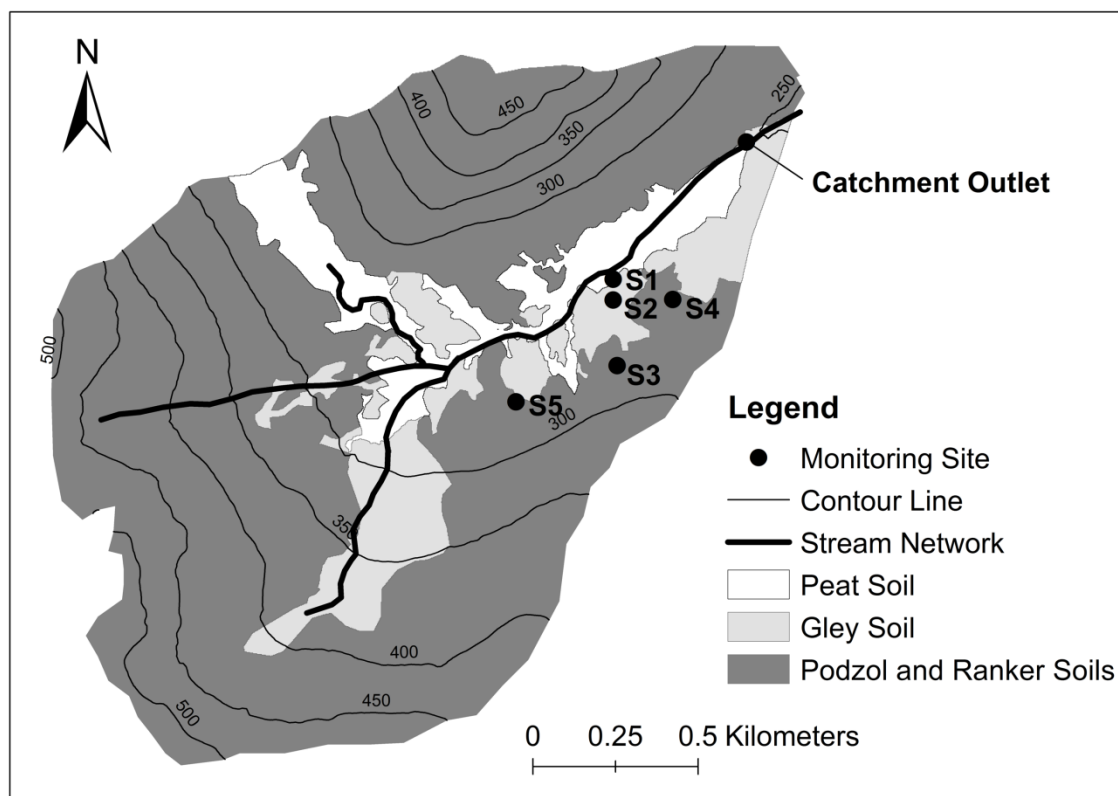 N
450
400
350
300
250
Catchment Outlet
S1
S2
S4
S3
S5
300
500
350
400
450
500
Legend
Monitoring Site
Contour Line
Stream Network
Peat Soil
Gley Soil
Podzol and Ranker Soils
0 0.25 0.5 Kilometers